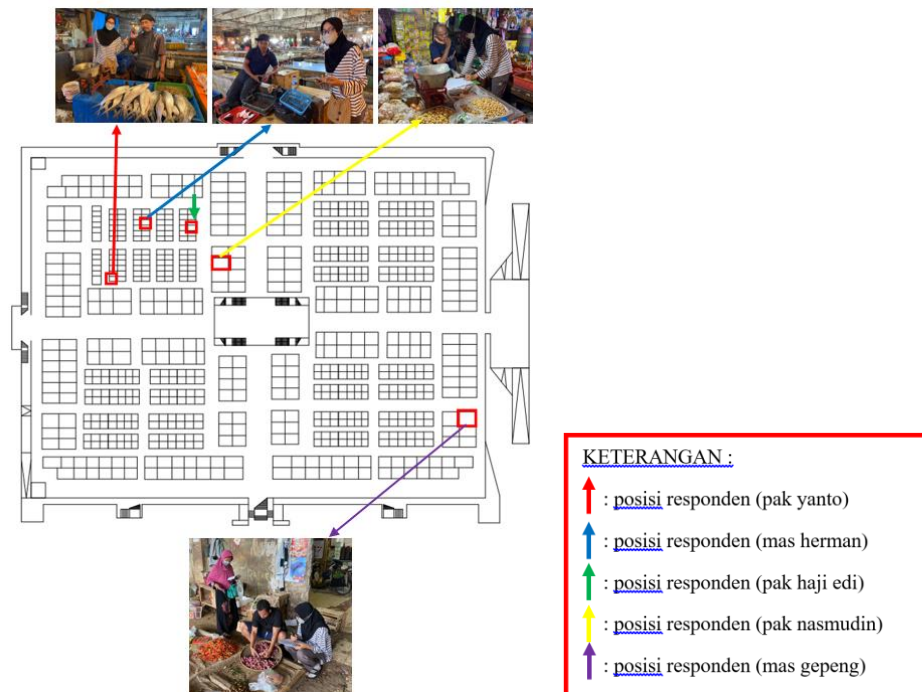 KETERANGAN :
: posisi responden (pak yanto)
: posisi responden (mas herman)
: posisi responden (pak haji edi)
: posisi responden (pak nasmudin)
: posisi responden (mas gepeng)